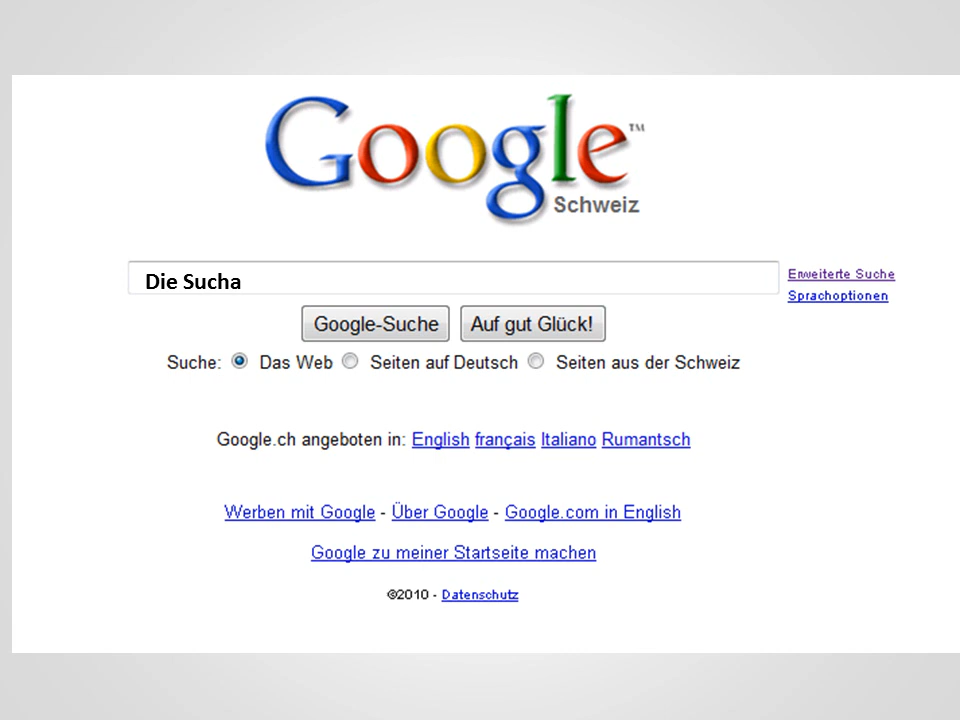 Google™
Schweiz
Die Sucha
Erweiterte Suche
Sprachoptionen
Google-Suche Auf gut Glück!
Suche: Das Web Seiten auf Deutsch Seiten aus der Schweiz
Google.ch angeboten in: English français Italiano Rumantsch
Werben mit Google - Über Google - Google.com in English
Google zu meiner Startseite machen
©2010 - Datenschutz